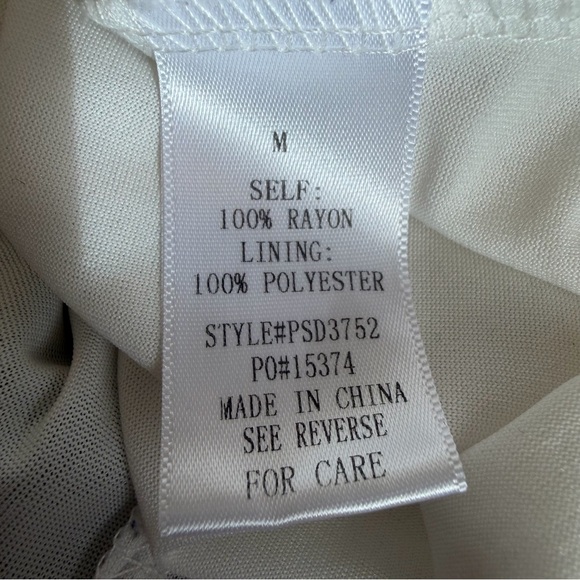 M
SELF:
100% RAYON
LINING:
100% POLYESTER
STYLE#PSD3752
PO#15374
MADE IN CHINA
SEE REVERSE
FOR CARE